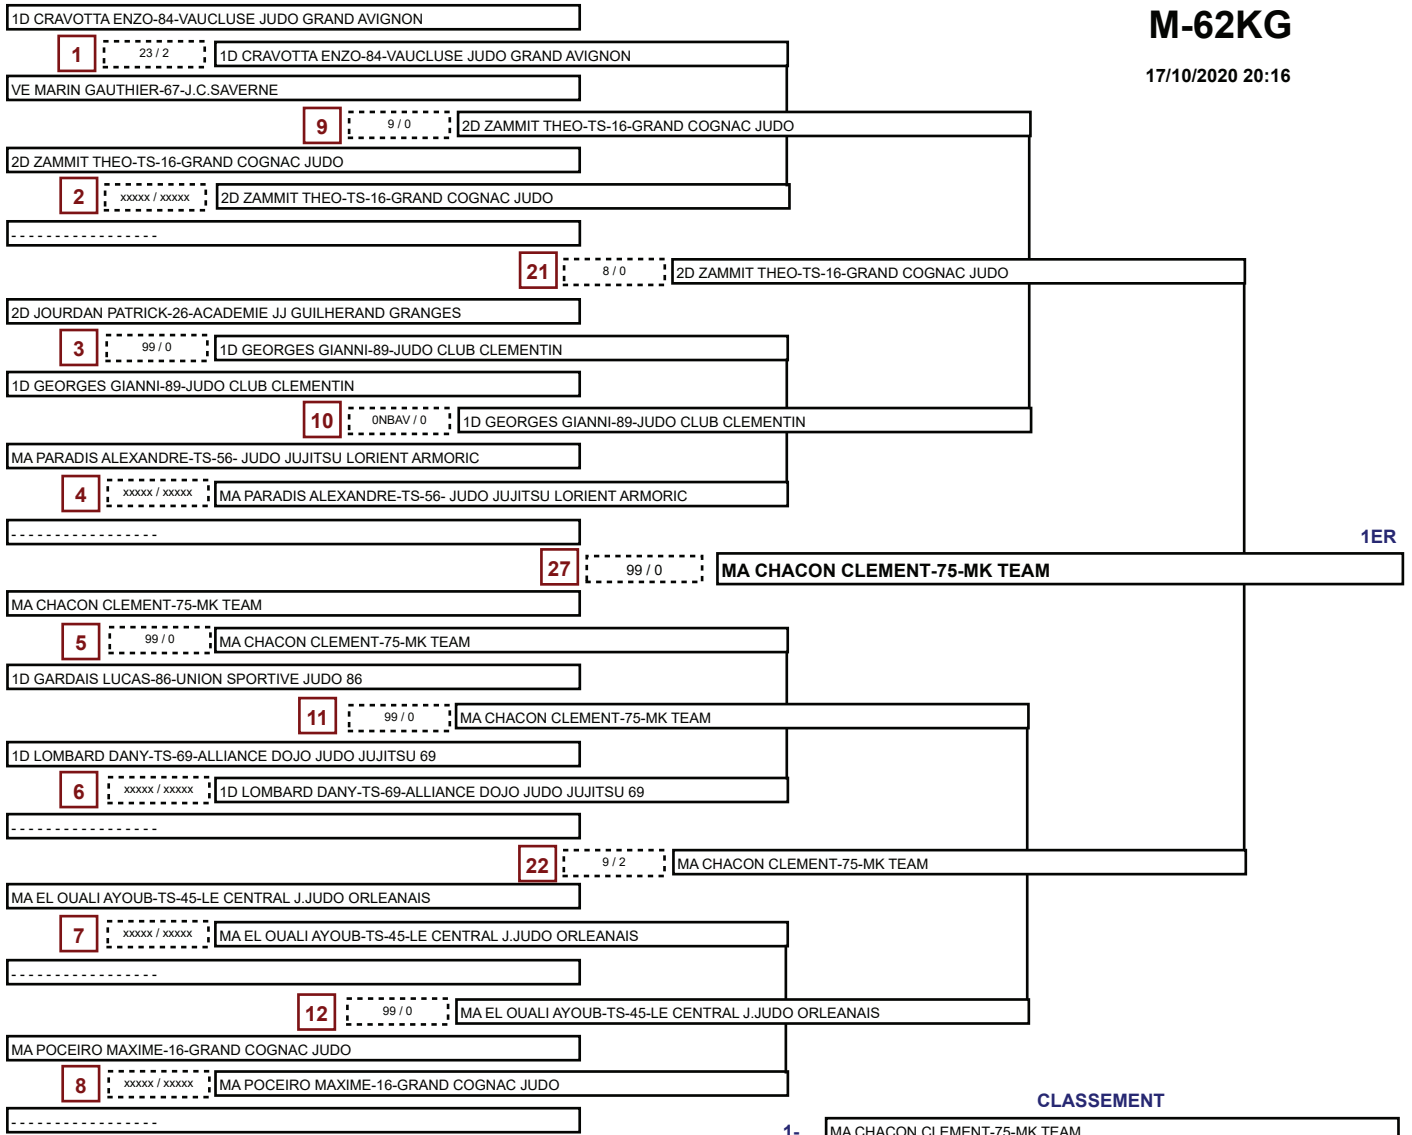 M-62KG
17/10/2020 20:16
1D CRAVOTTA ENZO-84-VAUCLUSE JUDO GRAND AVIGNON
1 23 / 2 1D CRAVOTTA ENZO-84-VAUCLUSE JUDO GRAND AVIGNON
VE MARIN GAUTHIER-67-J.C.SAVERNE
9 9 / 0 2D ZAMMIT THEO-TS-16-GRAND COGNAC JUDO
2D ZAMMIT THEO-TS-16-GRAND COGNAC JUDO
2 xxxxx / xxxxx 2D ZAMMIT THEO-TS-16-GRAND COGNAC JUDO
- - - - - - - - - - - - - - - - -
21 8 / 0 2D ZAMMIT THEO-TS-16-GRAND COGNAC JUDO
2D JOURDAN PATRICK-26-ACADEMIE JJ GUILHERAND GRANGES
3 99 / 0 1D GEORGES GIANNI-89-JUDO CLUB CLEMENTIN
1D GEORGES GIANNI-89-JUDO CLUB CLEMENTIN
10 0NBAV / 0 1D GEORGES GIANNI-89-JUDO CLUB CLEMENTIN
MA PARADIS ALEXANDRE-TS-56- JUDO JUJITSU LORIENT ARMORIC
4 xxxxx / xxxxx MA PARADIS ALEXANDRE-TS-56- JUDO JUJITSU LORIENT ARMORIC
- - - - - - - - - - - - - - - - -
1ER
27 99 / 0 MA CHACON CLEMENT-75-MK TEAM
MA CHACON CLEMENT-75-MK TEAM
5 99 / 0 MA CHACON CLEMENT-75-MK TEAM
1D GARDAIS LUCAS-86-UNION SPORTIVE JUDO 86
11 99 / 0 MA CHACON CLEMENT-75-MK TEAM
1D LOMBARD DANY-TS-69-ALLIANCE DOJO JUDO JUJITSU 69
6 xxxxx / xxxxx 1D LOMBARD DANY-TS-69-ALLIANCE DOJO JUDO JUJITSU 69
- - - - - - - - - - - - - - - - -
22 9 / 2 MA CHACON CLEMENT-75-MK TEAM
MA EL OUALI AYOUB-TS-45-LE CENTRAL J.JUDO ORLEANAIS
7 xxxxx / xxxxx MA EL OUALI AYOUB-TS-45-LE CENTRAL J.JUDO ORLEANAIS
- - - - - - - - - - - - - - - - -
12 99 / 0 MA EL OUALI AYOUB-TS-45-LE CENTRAL J.JUDO ORLEANAIS
MA POCEIRO MAXIME-16-GRAND COGNAC JUDO
8 xxxxx / xxxxx MA POCEIRO MAXIME-16-GRAND COGNAC JUDO
- - - - - - - - - - - - - - - - -
CLASSEMENT
1- MA CHACON CLEMENT-75-MK TEAM